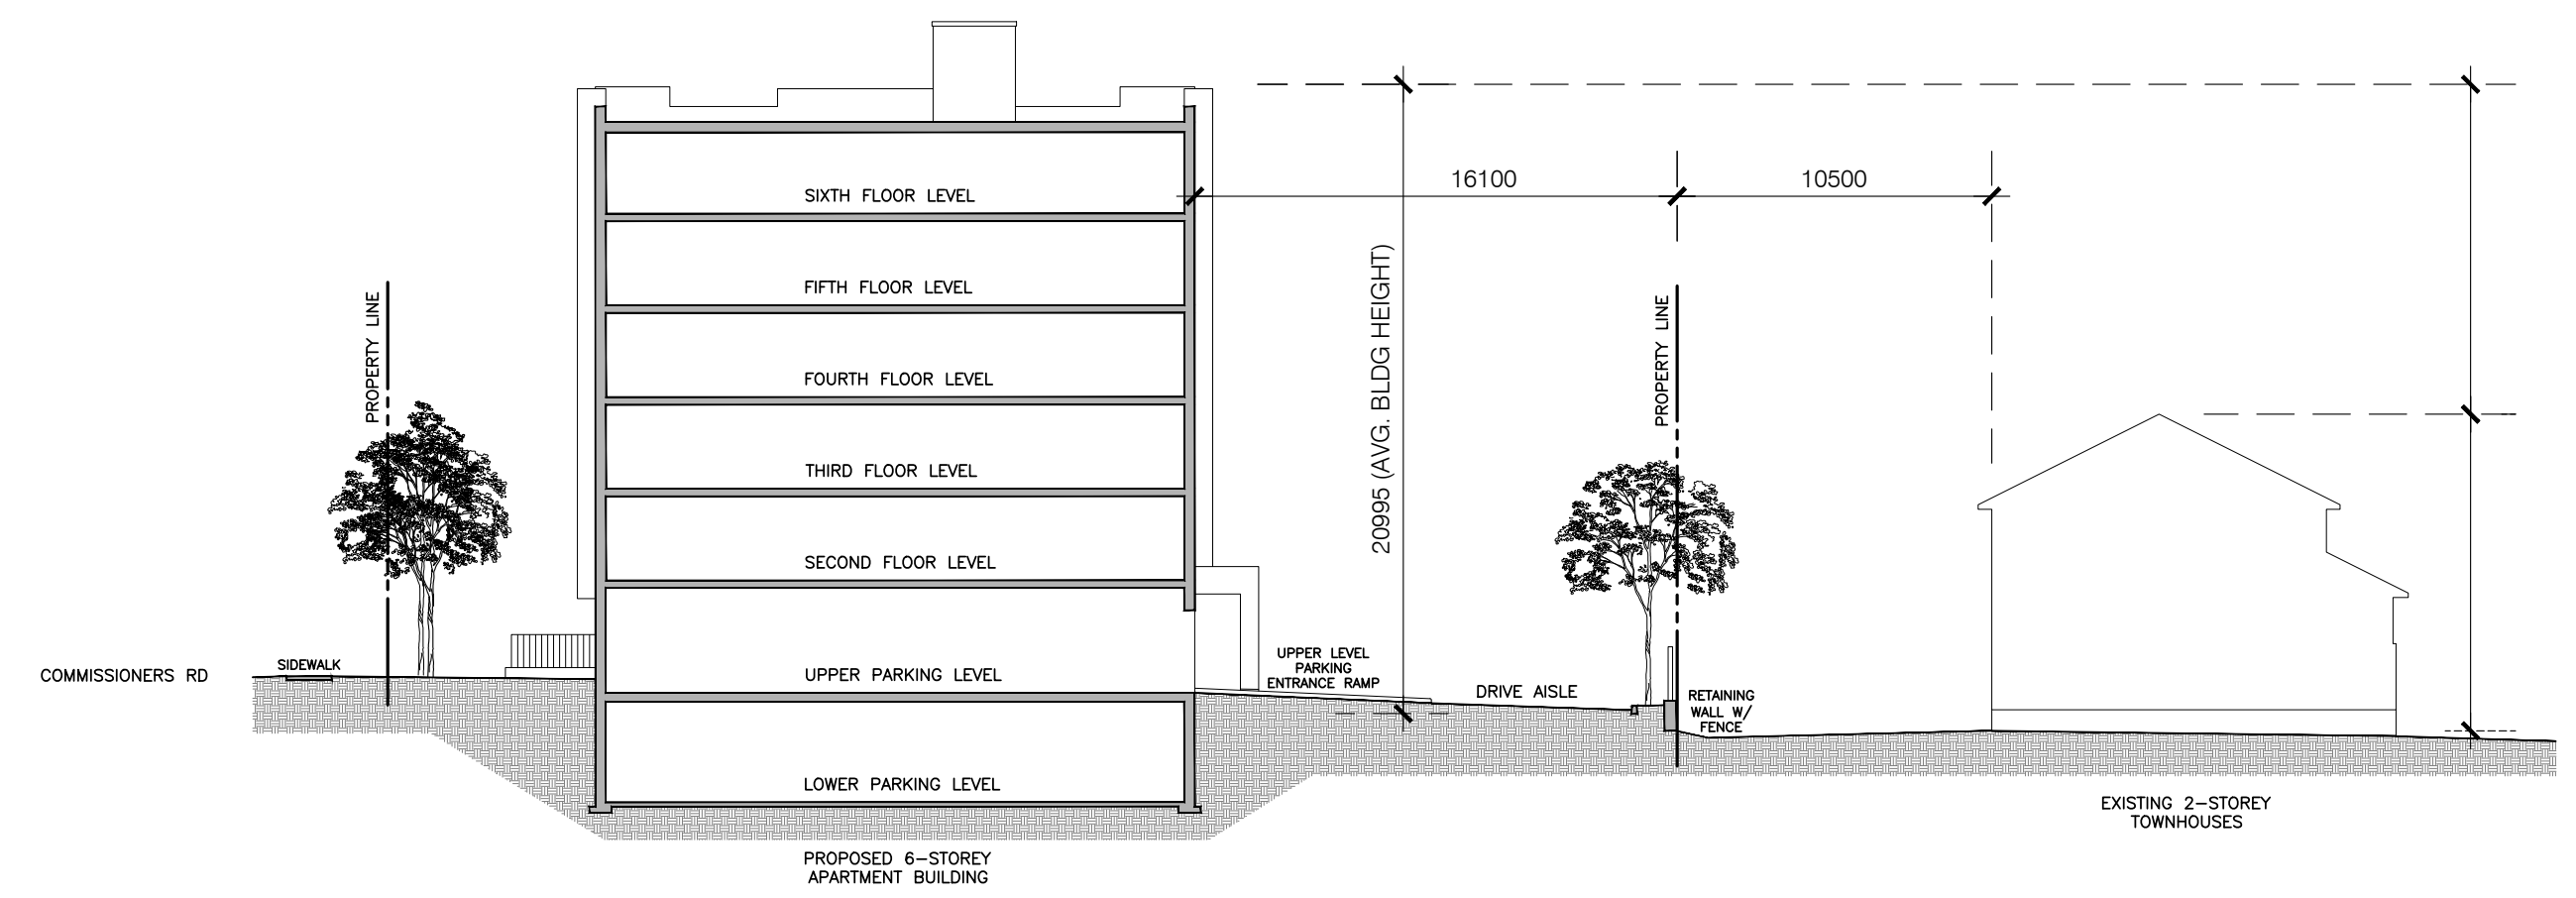 SIXTH FLOOR LEVEL
16100
10500
FIFTH FLOOR LEVEL
20995 (AVG. BLDG HEIGHT)
PROPERTY LINE
PROPERTY LINE
FOURTH FLOOR LEVEL
THIRD FLOOR LEVEL
SECOND FLOOR LEVEL
COMMISSIONERS RD
SIDEWALK
UPPER PARKING LEVEL
UPPER LEVEL
PARKING
ENTRANCE RAMP
DRIVE AISLE
RETAINING
WALL W/
FENCE
LOWER PARKING LEVEL
EXISTING 2-STOREY
TOWNHOUSES
PROPOSED 6-STOREY
APARTMENT BUILDING